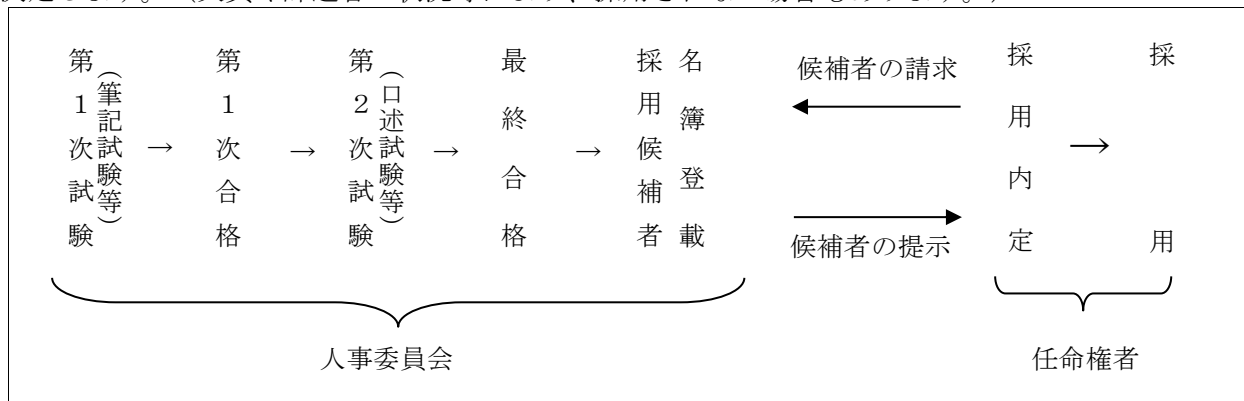 第１次試験
（筆記試験等）
→
第１次合格
→
第２次試験
（口述試験等）
→
最終合格
→
採用候補者
名簿登載
候補者の請求
候補者の提示
採用内定
→
採用
人事委員会
任命権者